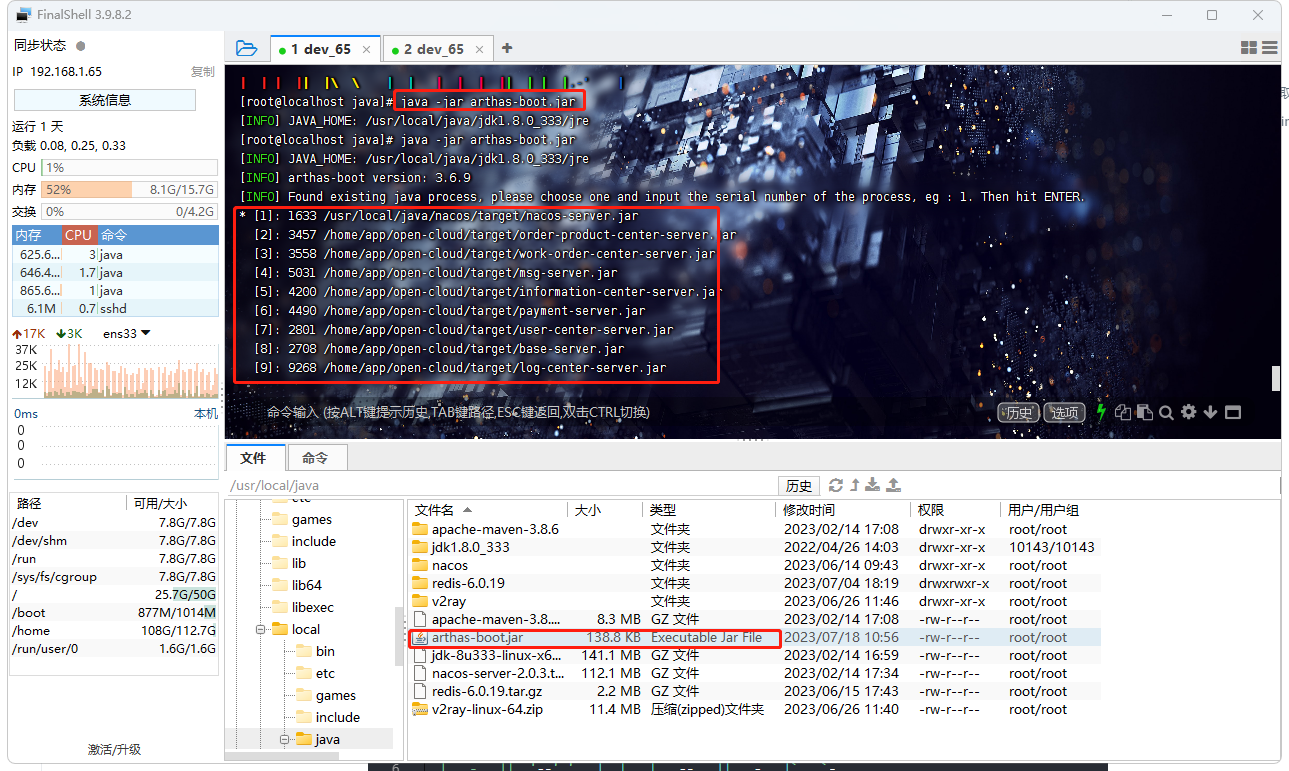 FinalShell 3.9.8.2
同步状态
IP 192.168.1.65 复制
系统信息
运行 1 天
负载 0.08, 0.25, 0.33
CPU 1%
内存 52% 8.1G/15.7G
交换 0% 0/4.2G
内存 CPU 命令
625.6... 3 java
646.4... 1.7 java
865.6... 1 java
6.1M 0.7 sshd
17K 3K ens33
37K
25K
12K
0ms 本机
0
0
0
路径 可用/大小
/dev 7.8G/7.8G
/dev/shm 7.8G/7.8G
/run 7.8G/7.8G
/sys/fs/cgroup 7.8G/7.8G
/ 25.7G/50G
/boot 877M/1014M
/home 108G/112.7G
/run/user/0 1.6G/1.6G
激活/升级
1 dev_65 2 dev_65
[root@localhost java]# java -jar arthas-boot.jar
[INFO] JAVA_HOME: /usr/local/java/jdk1.8.0_333/jre
[root@localhost java]# java -jar arthas-boot.jar
[INFO] JAVA_HOME: /usr/local/java/jdk1.8.0_333/jre
[INFO] arthas-boot version: 3.6.9
[INFO] Found existing java process, please choose one and input the serial number of the process, eg : 1. Then hit ENTER.
* [1]: 1633 /usr/local/java/nacos/target/nacos-server.jar
[2]: 3457 /home/app/open-cloud/target/order-product-center-server.jar
[3]: 3558 /home/app/open-cloud/target/work-order-center-server.jar
[4]: 5031 /home/app/open-cloud/target/msg-server.jar
[5]: 4200 /home/app/open-cloud/target/information-center-server.jar
[6]: 4490 /home/app/open-cloud/target/payment-server.jar
[7]: 2801 /home/app/open-cloud/target/user-center-server.jar
[8]: 2708 /home/app/open-cloud/target/base-server.jar
[9]: 9268 /home/app/open-cloud/target/log-center-server.jar
命令输入 (按ALT键提示历史,TAB键路径,ESC键返回,双击CTRL切换) 历史 选项
文件 命令
/usr/local/java 历史
etc
games
include
lib
lib64
libexec
local
bin
etc
games
include
java
文件名 大小 类型 修改时间 权限 用户/用户组
apache-maven-3.8.6 文件夹 2023/02/14 17:08 drwxr-xr-x root/root
jdk1.8.0_333 文件夹 2022/04/26 14:03 drwxr-xr-x 10143/10143
nacos 文件夹 2023/06/14 09:43 drwxr-xr-x root/root
redis-6.0.19 文件夹 2023/07/04 18:19 drwxrwxr-x root/root
v2ray 文件夹 2023/06/26 11:46 drwxr-xr-x root/root
apache-maven-3.8.... 8.3 MB GZ 文件 2023/02/14 17:08 -rw-r--r-- root/root
arthas-boot.jar 138.8 KB Executable Jar File 2023/07/18 10:56 -rw-r--r-- root/root
jdk-8u333-linux-x6... 141.1 MB GZ 文件 2023/02/14 16:59 -rw-r--r-- root/root
nacos-server-2.0.3.t... 112.1 MB GZ 文件 2023/02/14 17:34 -rw-r--r-- root/root
redis-6.0.19.tar.gz 2.2 MB GZ 文件 2023/06/15 17:43 -rw-r--r-- root/root
v2ray-linux-64.zip 11.4 MB 压缩(zipped)文件夹 2023/06/26 11:40 -rw-r--r-- root/root